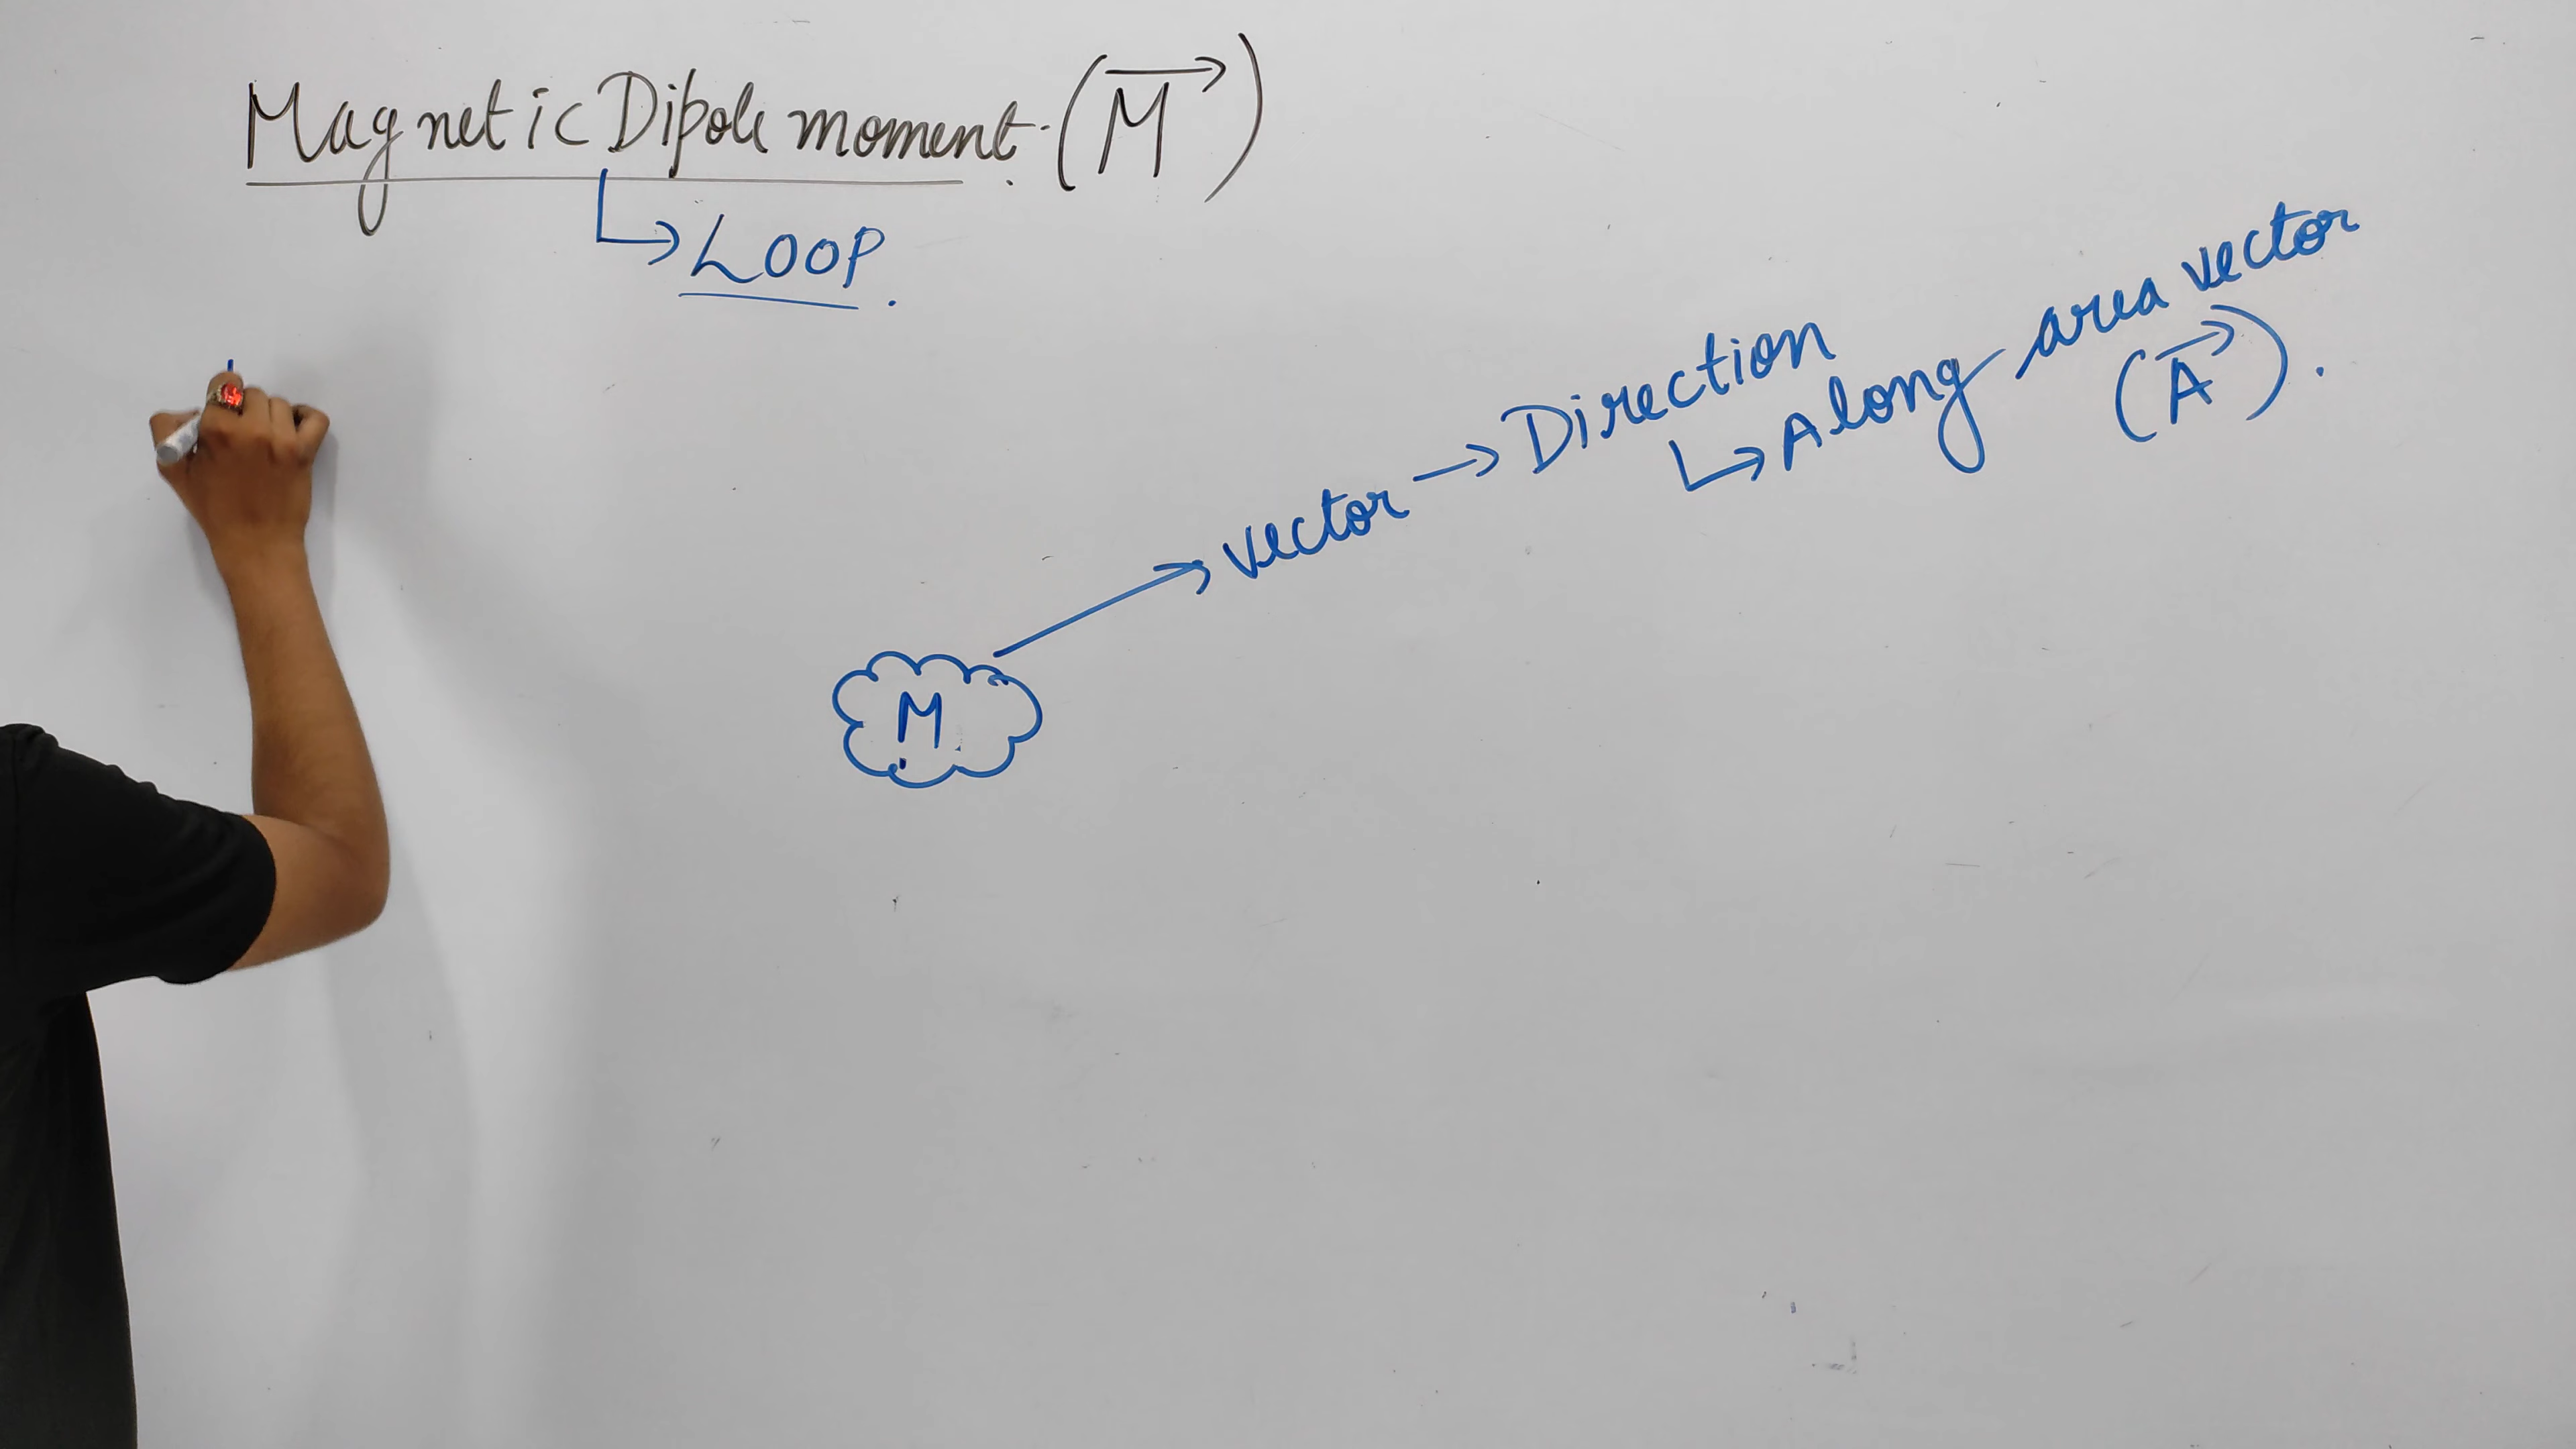 Magnetic Dipole moment. (M)
LOOP.
vector → Direction
↳ Along area vector
(A).
M